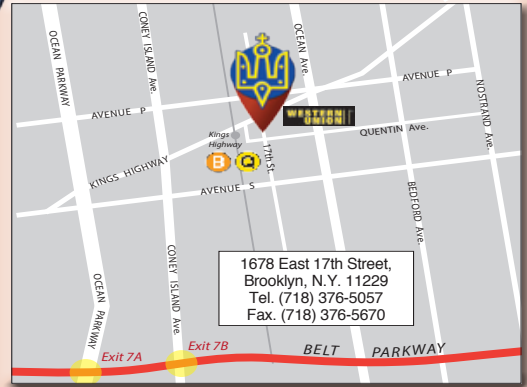 OCEAN PARKWAY
CONEY ISLAND Ave.
OCEAN Ave.
AVENUE P
AVENUE P
NOSTRAND Ave.
WESTERN
UNION
QUENTIN Ave.
Kings
Highway
B Q
17th St.
KINGS HIGHWAY
AVENUE S
BEDFORD Ave.
CONEY ISLAND Ave.
OCEAN PARKWAY
1678 East 17th Street,
Brooklyn, N.Y. 11229
Tel. (718) 376-5057
Fax. (718) 376-5670
Exit 7A
Exit 7B
BELT PARKWAY